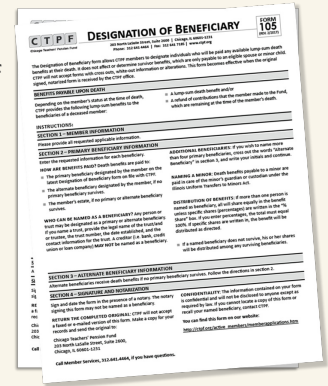 CTPF
Chicago Teachers' Pension Fund
DESIGNATION OF BENEFICIARY
203 North LaSalle Street, Suite 2600 | Chicago, IL 60601-1231
Phone: 312.641.4464 | Fax: 312.641.7185 | www.ctpf.org
FORM
105
The Designation of Beneficiary form allows CTPF members to designate individuals who will be paid any available lump-sum death
benefits at their death. It does not affect or determine survivor benefits, which are only payable to an eligible spouse or minor child.
CTPF will not accept forms with cross outs, white out information or alterations. This form becomes effective when the original
signed, notarized form is received by the CTPF office.
BENEFITS PAYABLE UPON DEATH
Depending on the member's status at the time of death,
CTPF provides the following lump-sum benefits to the
beneficiaries of a deceased member:
■ A lump-sum death benefit and/or
■ A refund of contributions that the member made to the Fund,
which are remaining at the time of the member's death.
INSTRUCTIONS:
SECTION 1 – MEMBER INFORMATION
Please provide all requested applicable information.
SECTION 2 – PRIMARY BENEFICIARY INFORMATION
Enter the requested information for each beneficiary.
HOW ARE BENEFITS PAID? Death benefits are paid to:
■ The primary beneficiary designated by the member on the
latest Designation of Beneficiary form on file with CTPF.
■ The alternate beneficiary designated by the member, if no
primary beneficiary survives.
■ The member's estate, if no primary or alternate beneficiary
survives.
WHO CAN BE NAMED AS A BENEFICIARY? Any person or
trust may be designated as a primary or alternate beneficiary.
If you name a trust, provide the legal name of the trust/and
or trustee, the trust number, the date established, and the
contact information for the trust. A creditor (i.e. bank, credit
union or loan company) MAY NOT be named as a beneficiary.
ADDITIONAL BENEFICIARIES: If you wish to name more
than four primary beneficiaries, cross out the words "Alternate
Beneficiary" in section 3, and write your initials and continue.
NAMING A MINOR: Death benefits payable to a minor are
paid in care of the minor's guardian or custodian under the
Illinois Uniform Transfers to Minors Act.
DISTRIBUTION OF BENEFITS: If more than one person is
named as beneficiary, all will share equally in the benefit
unless specific shares (percentages) are written in the "%
Share" box. If you enter percentages, the total must equal
100%. If specific shares are written in, the benefit will be
distributed as directed.
■ If a named beneficiary does not survive, his or her shares
will be distributed among any surviving beneficiaries.
SECTION 3 – ALTERNATE BENEFICIARY INFORMATION
Alternate beneficiaries receive death benefits if no primary beneficiary survives. Follow the directions in section 2.
SECTION 4 – SIGNATURE AND NOTARIZATION
Sign and date the form in the presence of a notary. The notary
signing this form may not be named as a beneficiary.
RETURN THE COMPLETED ORIGINAL: CTPF will not accept
a faxed or e-mailed version of this form. Make a copy for your
records and send the original to:
Chicago Teachers' Pension Fund
203 North LaSalle Street, Suite 2600,
Chicago, IL 60601-1231
CONFIDENTIALITY: The information contained on your form
is confidential and will not be disclosed to anyone except as
required by law. If you cannot locate a copy of this form or
recall your named beneficiary, contact CTPF.
You can find this form on our website:
http://ctpf.org/active_members/memberapplications.htm
Call Member Services, 312.641.4464, if you have questions.